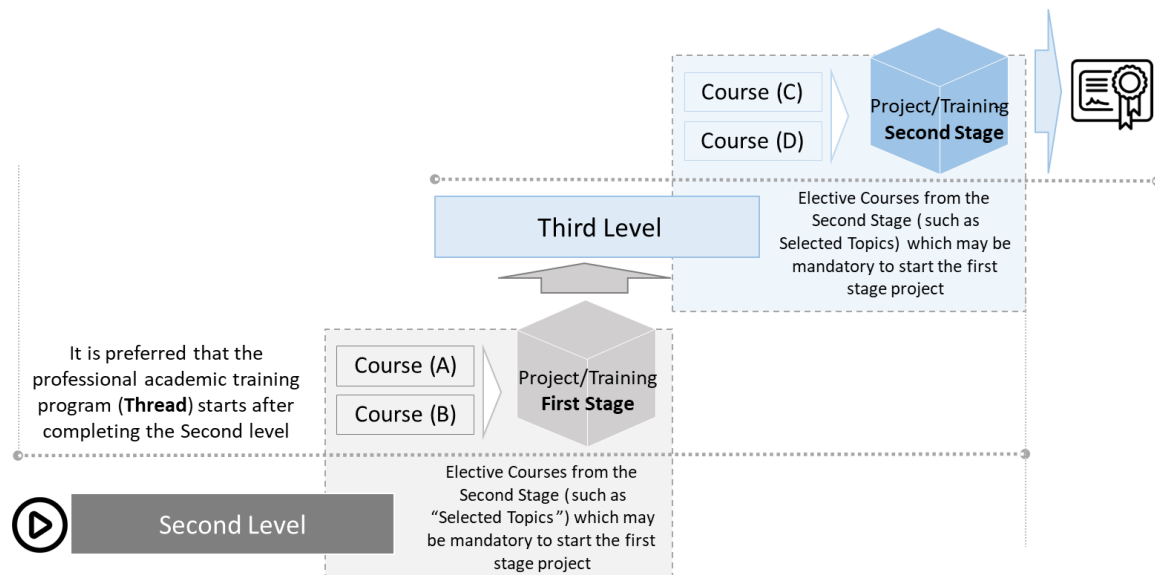 Course (C)
Course (D)
Project/Training
Second Stage
Third Level
Elective Courses from the
Second Stage (such as
Selected Topics) which may be
mandatory to start the first
stage project
It is preferred that the
professional academic training
program (Thread) starts after
completing the Second level
Course (A)
Course (B)
Project/Training
First Stage
Second Level
Elective Courses from the
Second Stage (such as
“Selected Topics”) which may
be mandatory to start the first
stage project